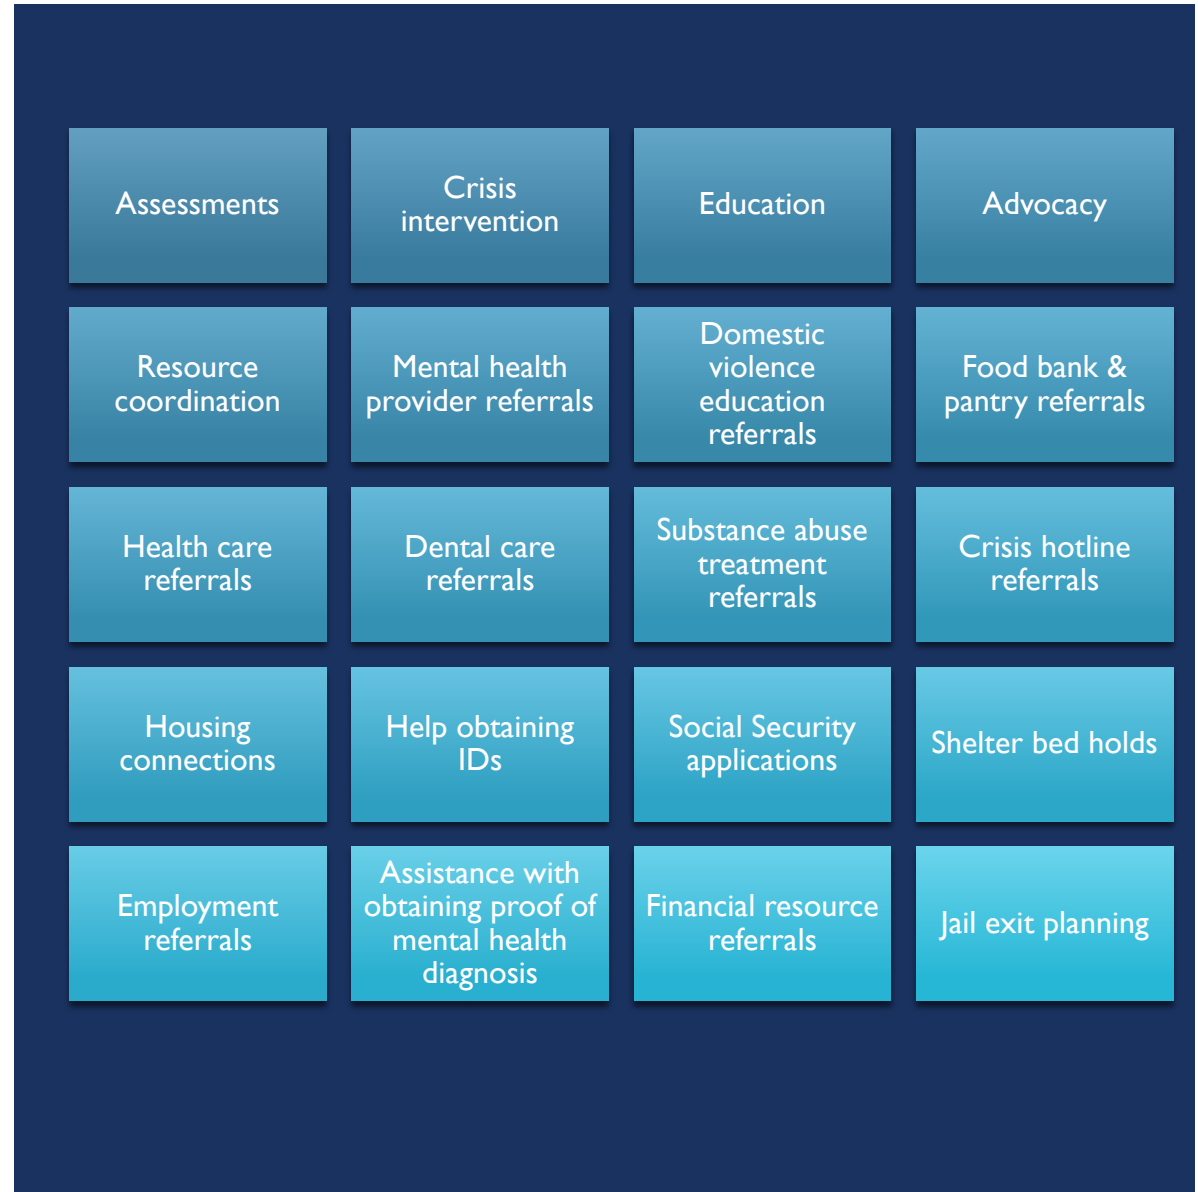 Assessments
Crisis
intervention
Education
Advocacy
Resource
coordination
Mental health
provider referrals
Domestic
violence
education
referrals
Food bank &
pantry referrals
Health care
referrals
Dental care
referrals
Substance abuse
treatment
referrals
Crisis hotline
referrals
Housing
connections
Help obtaining
IDs
Social Security
applications
Shelter bed holds
Employment
referrals
Assistance with
obtaining proof of
mental health
diagnosis
Financial resource
referrals
Jail exit planning